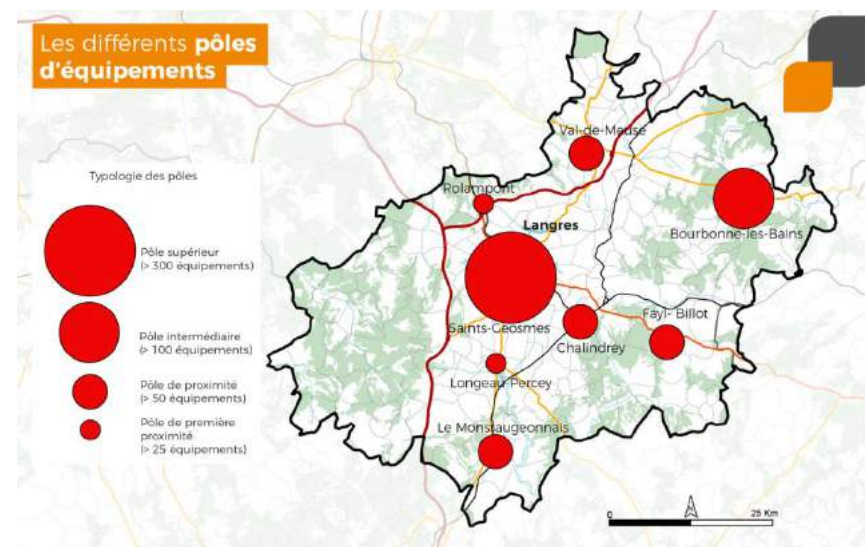 Les différents pôles
d'équipements
Typologie des pôles
Pôle supérieur
(> 300 équipements)
Pôle intermédiaire
(> 100 équipements)
Pôle de proximité
(> 50 équipements)
Pôle de première
proximité
(> 25 équipements)
Val-de-Meuse
Rolampont
Langres
Bourbonne-les-Bains
Saints-Geosmes
Chalindrey
Fayl- Billot
Longeau-Percey
Le Montsaugeonnais
0
25 Km